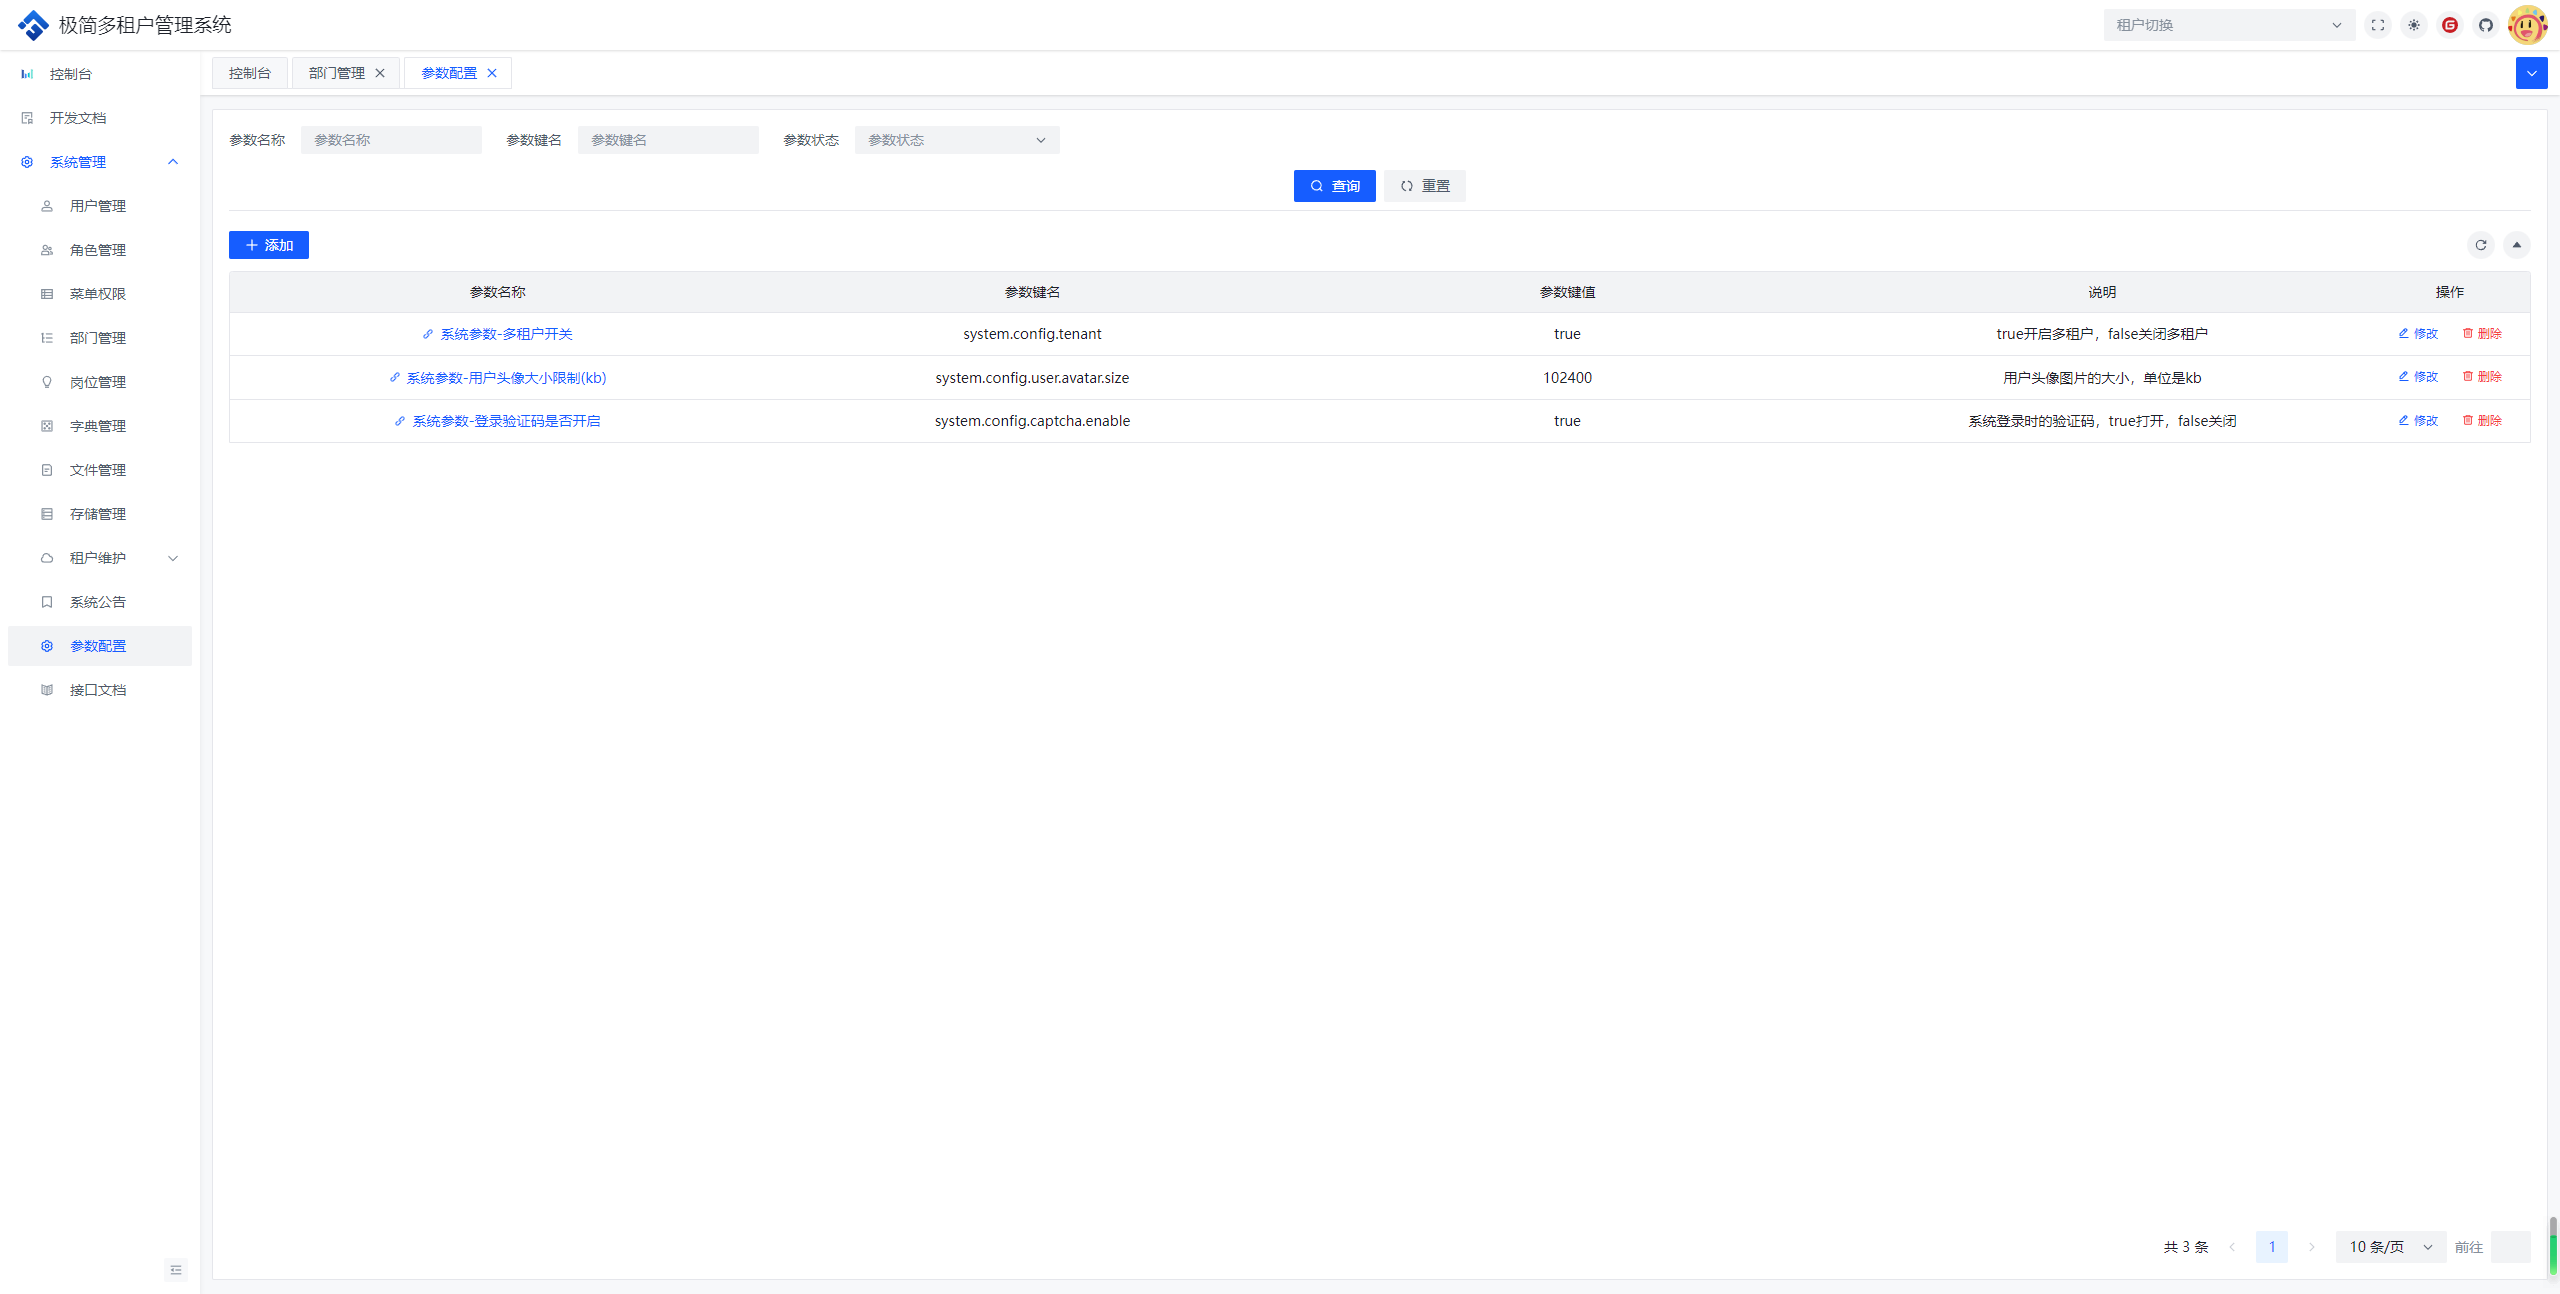 极简多租户管理系统
租户切换
控制台
开发文档
系统管理
用户管理
角色管理
菜单权限
部门管理
岗位管理
字典管理
文件管理
存储管理
租户维护
系统公告
参数配置
接口文档
控制台 部门管理 参数配置
参数名称 参数名称 参数键名 参数键名 参数状态 参数状态
查询 重置
添加
参数名称 参数键名 参数键值 说明 操作
系统参数-多租户开关 system.config.tenant true true开启多租户，false关闭多租户 修改 删除
系统参数-用户头像大小限制(kb) system.config.user.avatar.size 102400 用户头像图片的大小，单位是kb 修改 删除
系统参数-登录验证码是否开启 system.config.captcha.enable true 系统登录时的验证码，true打开，false关闭 修改 删除
共 3 条 1 10 条/页 前往